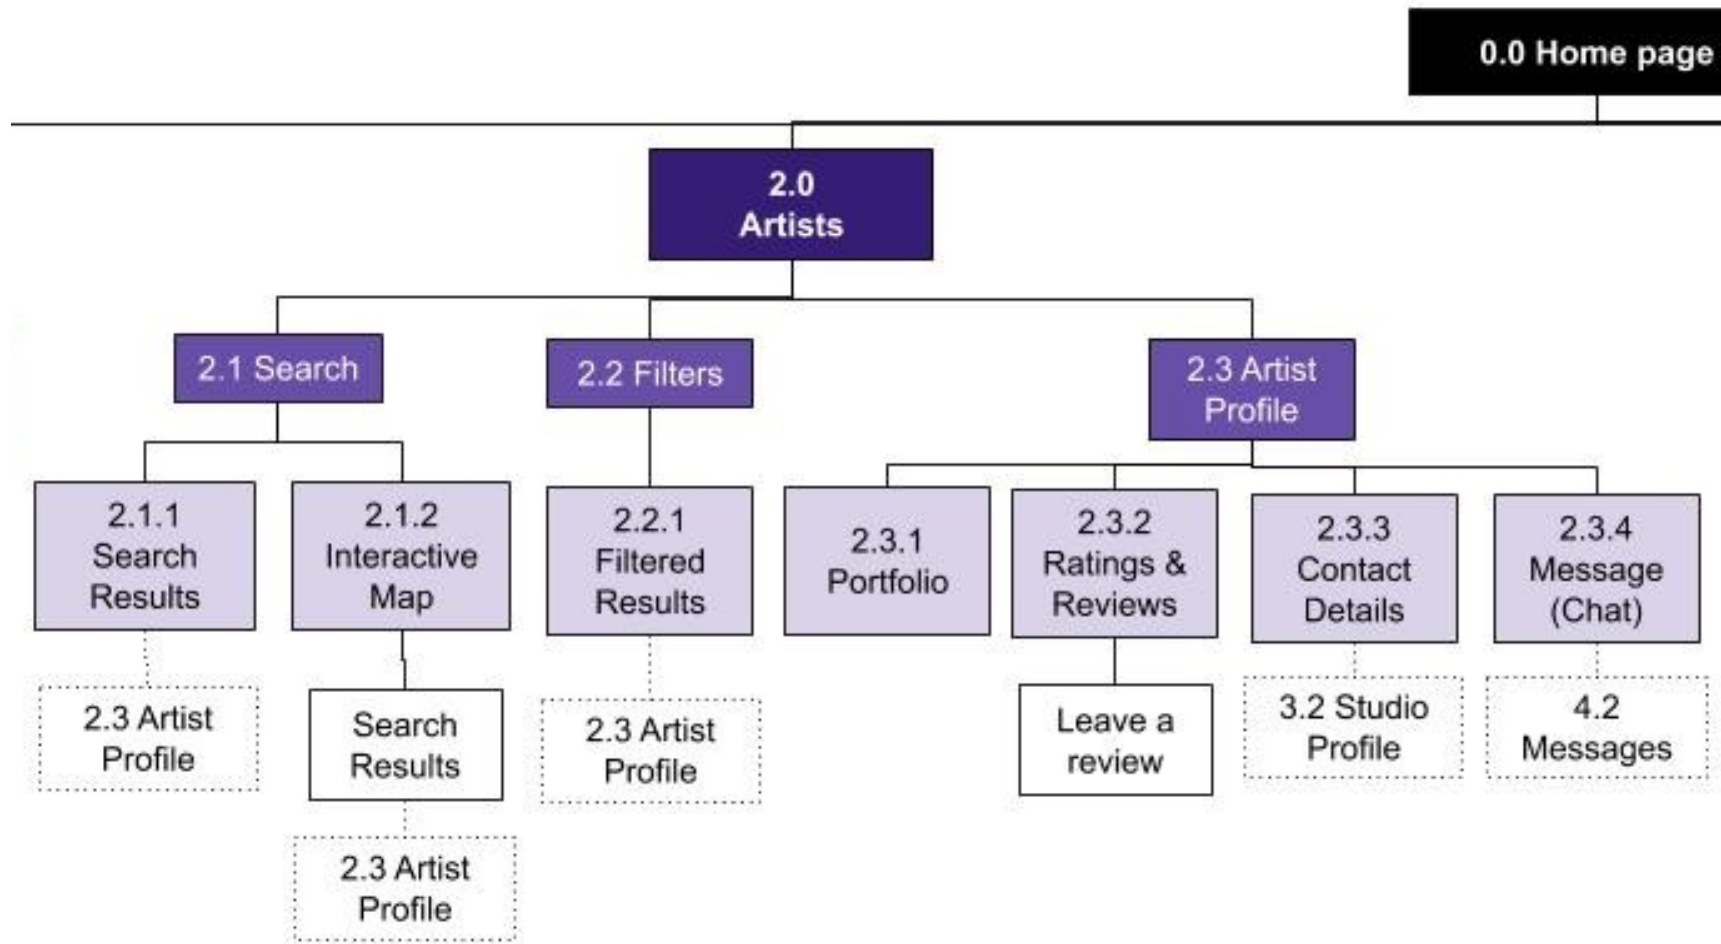 0.0 Home page
2.0
Artists
2.1 Search
2.2 Filters
2.3 Artist
Profile
2.1.1
Search
Results
2.1.2
Interactive
Map
2.2.1
Filtered
Results
2.3.1
Portfolio
2.3.2
Ratings &
Reviews
2.3.3
Contact
Details
2.3.4
Message
(Chat)
2.3 Artist
Profile
Search
Results
2.3 Artist
Profile
Leave a
review
3.2 Studio
Profile
4.2
Messages
2.3 Artist
Profile